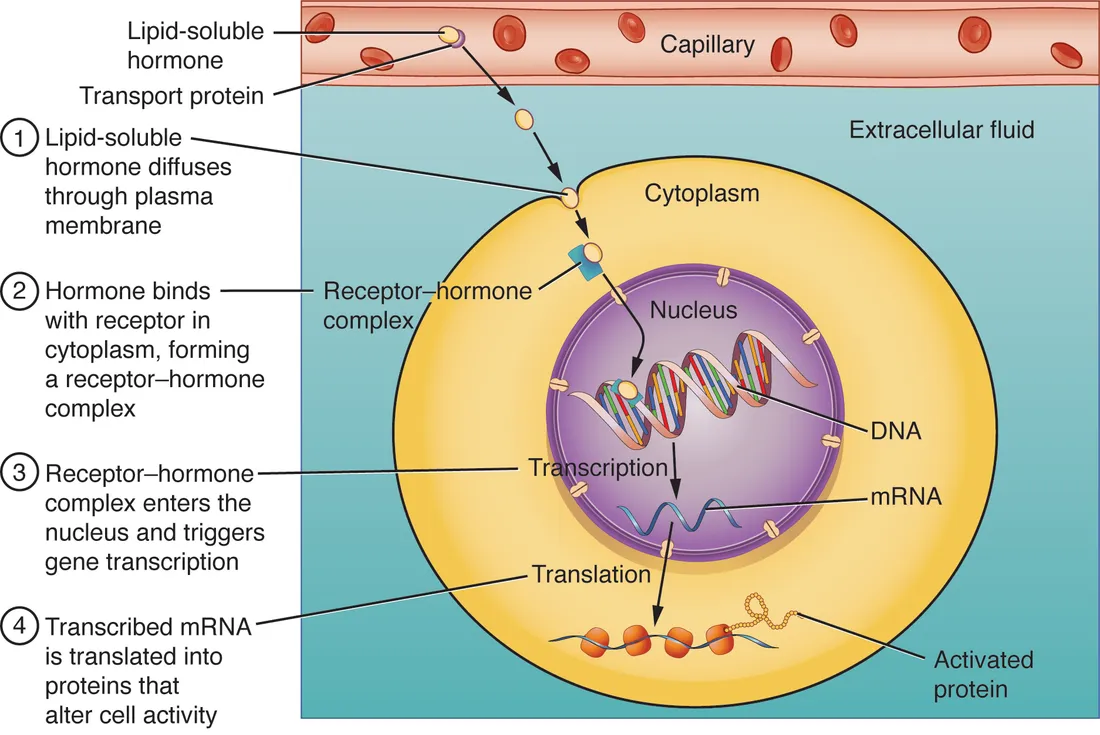 Lipid-soluble
hormone
Transport protein
Capillary
Extracellular fluid
1
Lipid-soluble
hormone diffuses
through plasma
membrane
Cytoplasm
2
Hormone binds
with receptor in
cytoplasm, forming
a receptor–hormone
complex
Receptor–hormone
complex
Nucleus
DNA
3
Receptor–hormone
complex enters the
nucleus and triggers
gene transcription
Transcription
mRNA
4
Transcribed mRNA
is translated into
proteins that
alter cell activity
Translation
Activated
protein